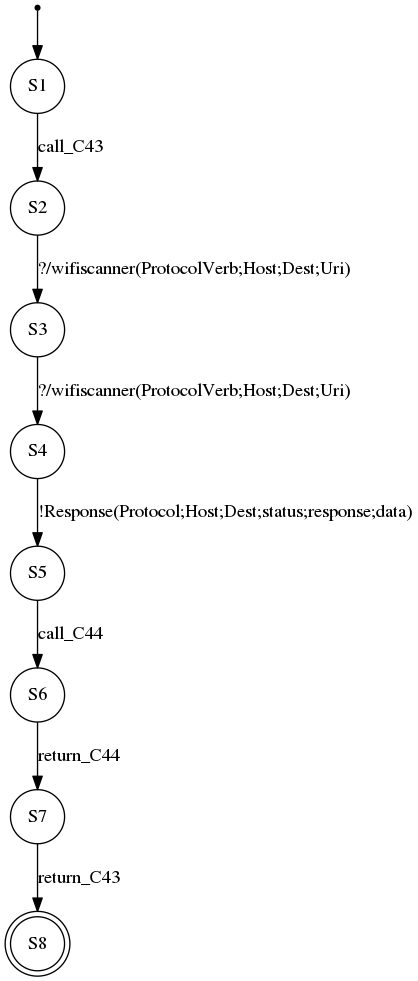 S1
call_C43
S2
?/wifiscanner(ProtocolVerb;Host;Dest;Uri)
S3
?/wifiscanner(ProtocolVerb;Host;Dest;Uri)
S4
!Response(Protocol;Host;Dest;status;response;data)
S5
call_C44
S6
return_C44
S7
return_C43
S8